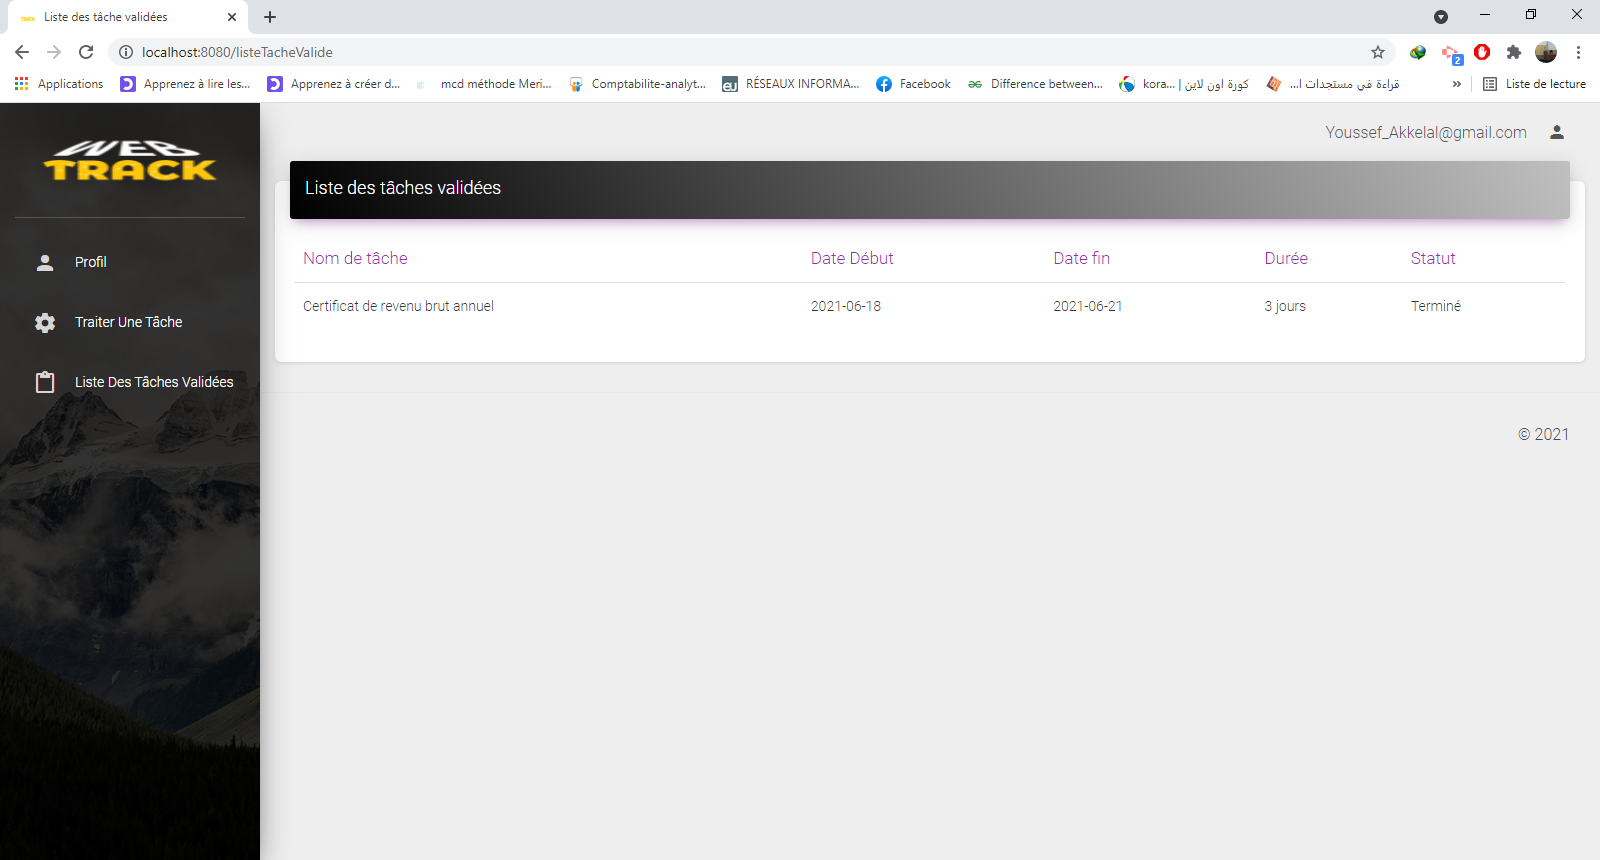 Liste des tâche validées
localhost:8080/listeTacheValide
Applications
Apprenez à lire les...
Apprenez à créer d...
mcd méthode Meri...
Comptabilite-analyt...
RÉSEAUX INFORMA...
Facebook
Difference between...
kora... | كورة اون لاين
قراءة في مستجدات ا...
»
Liste de lecture
2
WEB
TRACK
Profil
Traiter Une Tâche
Liste Des Tâches Validées
Youssef_Akkelal@gmail.com
Liste des tâches validées
Nom de tâche Date Début Date fin Durée Statut
Certificat de revenu brut annuel 2021-06-18 2021-06-21 3 jours Terminé
© 2021